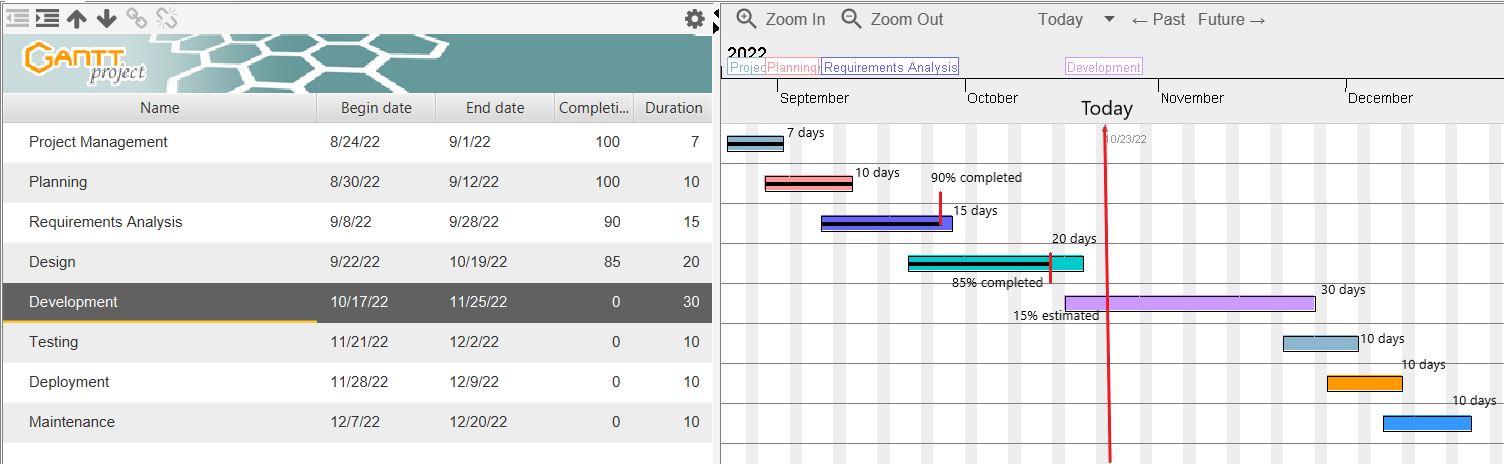 Zoom In Zoom Out Today ← Past Future →
GANTT project
2022
Projec Planning Requirements Analysis Development
Name Begin date End date Completi... Duration
September October November December
Today
10/23/22
Project Management 8/24/22 9/1/22 100 7
7 days
Planning 8/30/22 9/12/22 100 10
10 days
90% completed
Requirements Analysis 9/8/22 9/28/22 90 15
15 days
Design 9/22/22 10/19/22 85 20
20 days
85% completed
Development 10/17/22 11/25/22 0 30
30 days
15% estimated
Testing 11/21/22 12/2/22 0 10
10 days
Deployment 11/28/22 12/9/22 0 10
10 days
Maintenance 12/7/22 12/20/22 0 10
10 days